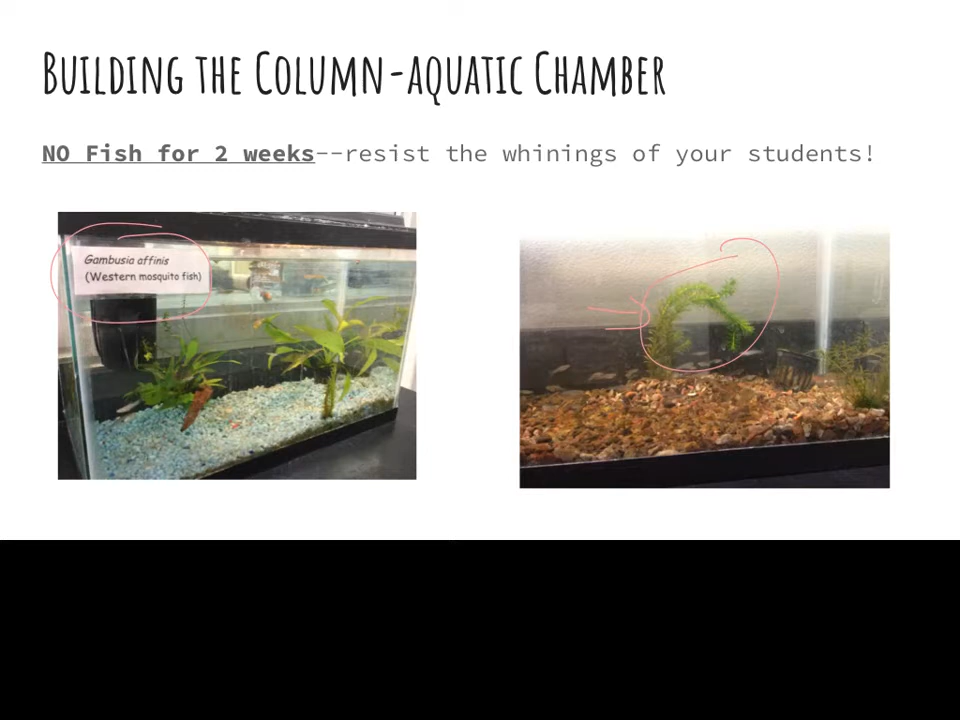 Building the Column-aquatic Chamber
NO Fish for 2 weeks--resist the whinings of your students!
Gambusia affinis
(Western mosquito fish)